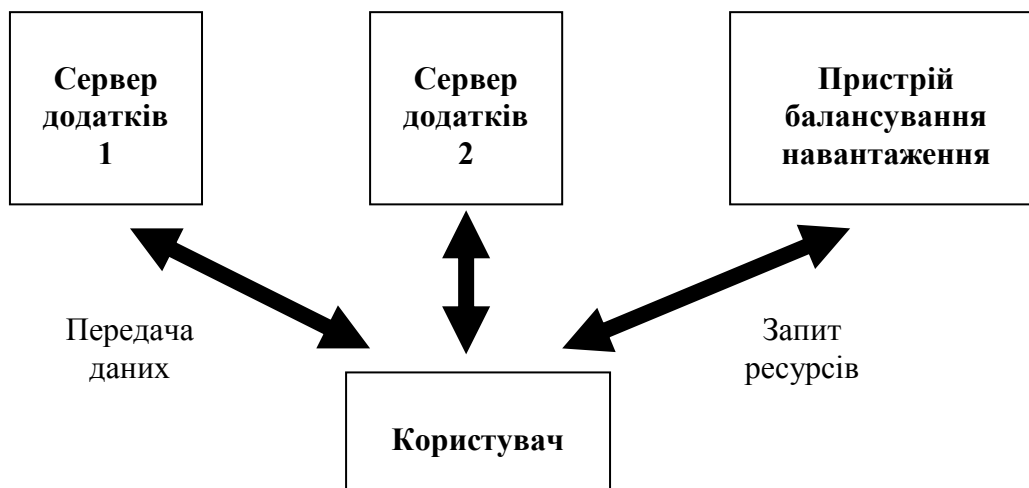 Сервер
додатків
1
Сервер
додатків
2
Пристрій
балансування
навантаження
Передача
даних
Запит
ресурсів
Користувач